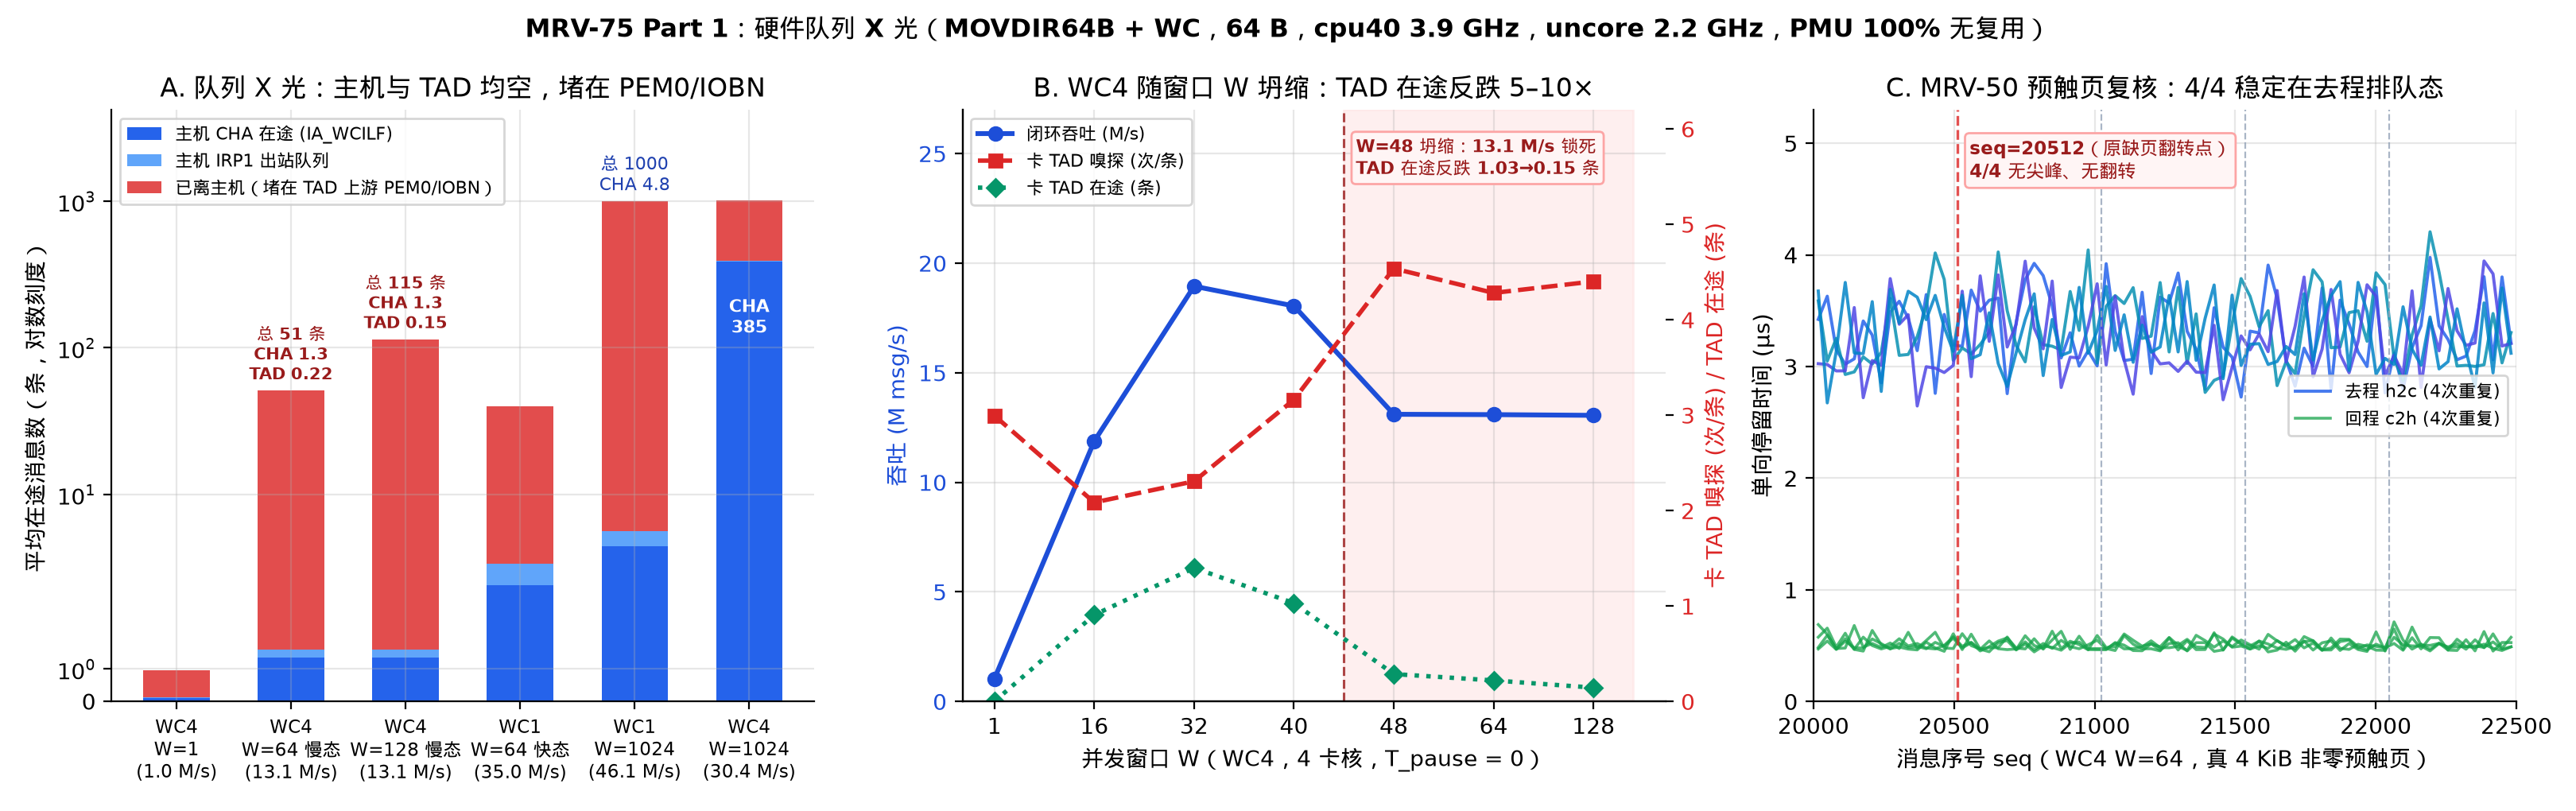 MRV-75 Part 1：硬件队列 X 光（MOVDIR64B + WC，64 B，cpu40 3.9 GHz，uncore 2.2 GHz，PMU 100% 无复用）
A. 队列 X 光：主机与 TAD 均空，堵在 PEM0/IOBN
主机 CHA 在途 (IA_WCILF)
主机 IRP1 出站队列
已离主机（堵在 TAD 上游 PEM0/IOBN）
平均在途消息数（条，对数刻度）
10³
10²
10¹
10⁰
0
总 51 条
CHA 1.3
TAD 0.22
总 115 条
CHA 1.3
TAD 0.15
总 1000
CHA 4.8
CHA
385
WC4
W=1
(1.0 M/s)
WC4
W=64 慢态
(13.1 M/s)
WC4
W=128 慢态
(13.1 M/s)
WC1
W=64 快态
(35.0 M/s)
WC1
W=1024
(46.1 M/s)
WC4
W=1024
(30.4 M/s)
B. WC4 随窗口 W 坍缩：TAD 在途反跌 5–10×
闭环吞吐 (M/s)
卡 TAD 嗅探 (次/条)
卡 TAD 在途 (条)
W=48 坍缩：13.1 M/s 锁死
TAD 在途反跌 1.03→0.15 条
吞吐 (M msg/s)
25
20
15
10
5
0
卡 TAD 嗅探 (次/条) / TAD 在途 (条)
6
5
4
3
2
1
0
1 16 32 40 48 64 128
并发窗口 W（WC4，4 卡核，T_pause = 0）
C. MRV-50 预触页复核：4/4 稳定在去程排队态
seq=20512（原缺页翻转点）
4/4 无尖峰、无翻转
去程 h2c (4次重复)
回程 c2h (4次重复)
单向停留时间 (µs)
5
4
3
2
1
0
20000 20500 21000 21500 22000 22500
消息序号 seq（WC4 W=64，真 4 KiB 非零预触页）